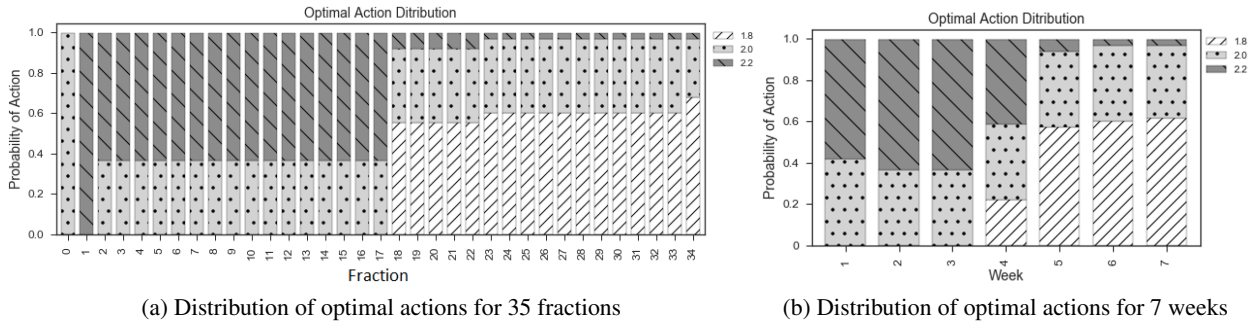 Optimal Action Ditribution
Probability of Action
1.0
0.8
0.6
0.4
0.2
0.0
0 1 2 3 4 5 6 7 8 9 10 11 12 13 14 15 16 17 18 19 20 21 22 23 24 25 26 27 28 29 30 31 32 33 34
Fraction
1.8
2.0
2.2
(a) Distribution of optimal actions for 35 fractions
Optimal Action Ditribution
Probability of Action
1.0
0.8
0.6
0.4
0.2
0
1 2 3 4 5 6 7
Week
1.8
2.0
2.2
(b) Distribution of optimal actions for 7 weeks